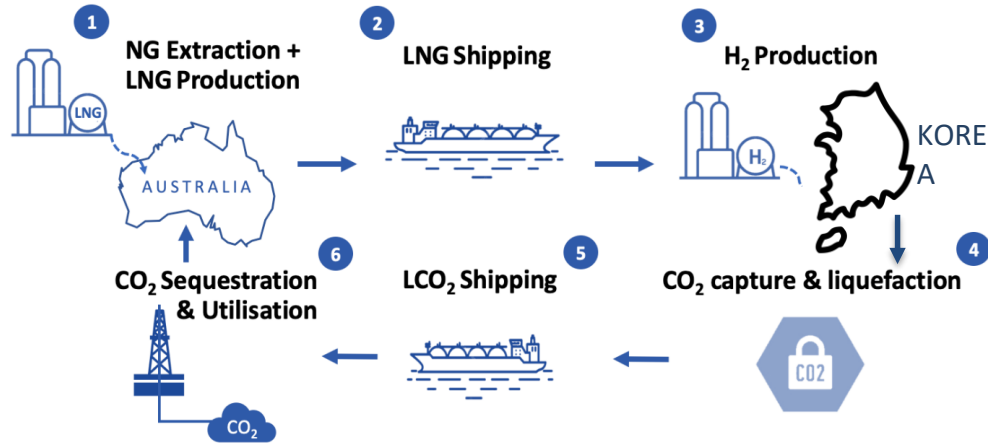 1
NG Extraction +
LNG Production
LNG
AUSTRALIA
2
LNG Shipping
3
H₂ Production
H₂
KORE
A
4
CO₂ capture & liquefaction
CO2
5
LCO₂ Shipping
6
CO₂ Sequestration
& Utilisation
CO₂